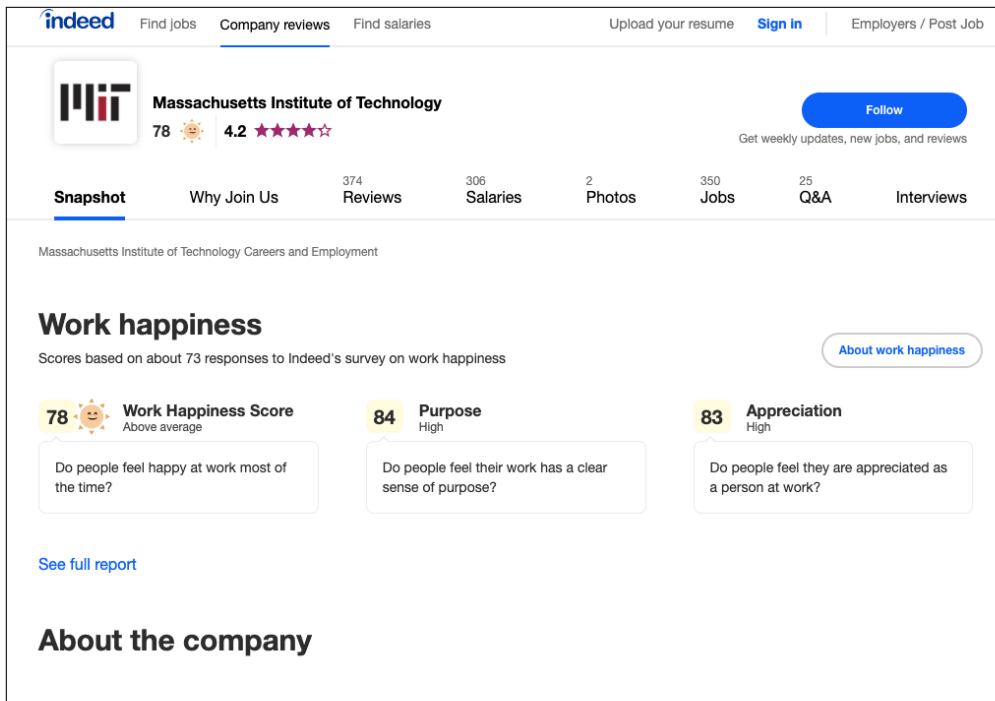 indeed
Find jobs
Company reviews
Find salaries
Upload your resume
Sign in
Employers / Post Job
MiT
Massachusetts Institute of Technology
78
4.2
Follow
Get weekly updates, new jobs, and reviews
Snapshot
Why Join Us
374
Reviews
306
Salaries
2
Photos
350
Jobs
25
Q&A
Interviews
Massachusetts Institute of Technology Careers and Employment
Work happiness
Scores based on about 73 responses to Indeed's survey on work happiness
About work happiness
78
Work Happiness Score
Above average
Do people feel happy at work most of
the time?
84
Purpose
High
Do people feel their work has a clear
sense of purpose?
83
Appreciation
High
Do people feel they are appreciated as
a person at work?
See full report
About the company